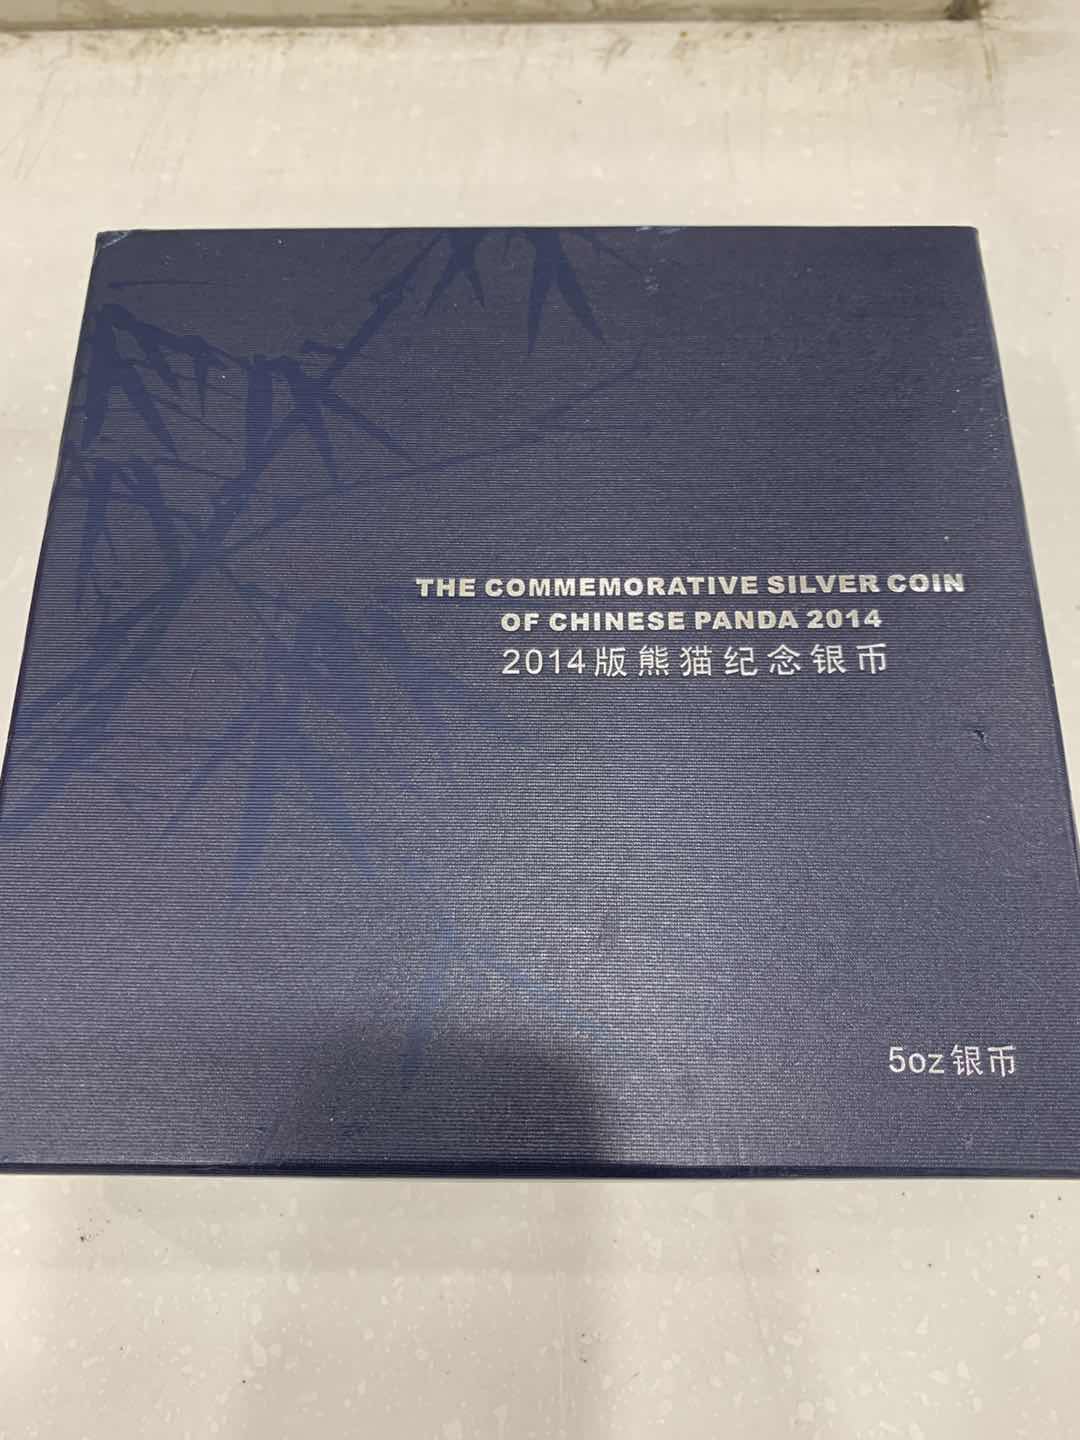 THE COMMEMORATIVE SILVER COIN
OF CHINESE PANDA 2014
2014版熊猫纪念银币
5oz银币